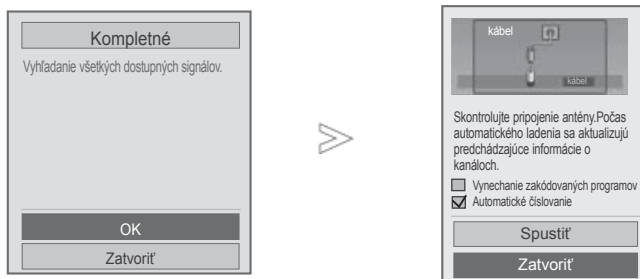 Kompletné
Vyhľadanie všetkých dostupných signálov.
OK
Zatvoriť
kábel
kábel
Skontrolujte pripojenie antény.Počas
automatického ladenia sa aktualizujú
predchádzajúce informácie o
kanáloch.
Vynechanie zakódovaných programov
Automatické číslovanie
Spustiť
Zatvoriť